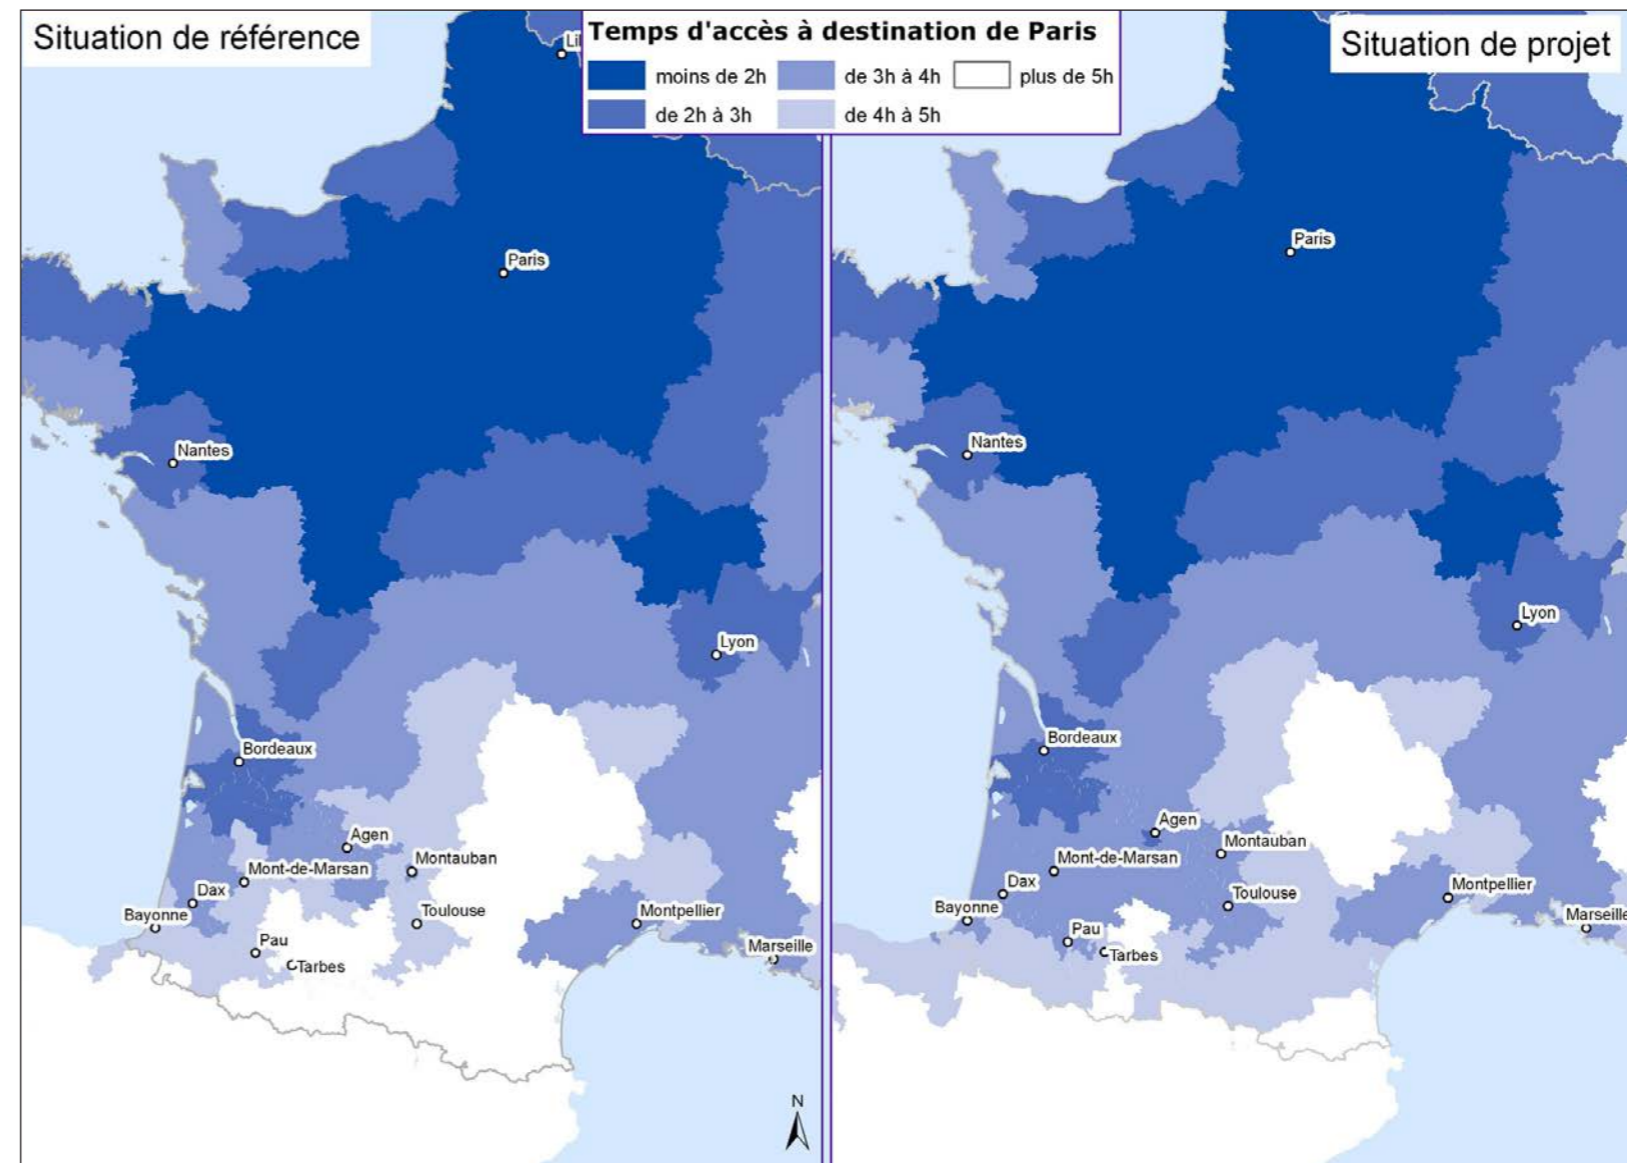 Situation de référence
Temps d'accès à destination de Paris
moins de 2h
de 3h à 4h
plus de 5h
de 2h à 3h
de 4h à 5h
Situation de projet
Paris
Nantes
Lyon
Bordeaux
Agen
Montauban
Mont-de-Marsan
Dax
Bayonne
Toulouse
Montpellier
Pau
Tarbes
Marseille
N
Paris
Nantes
Lyon
Bordeaux
Agen
Montauban
Mont-de-Marsan
Dax
Bayonne
Toulouse
Montpellier
Marseille
Pau
Tarbes